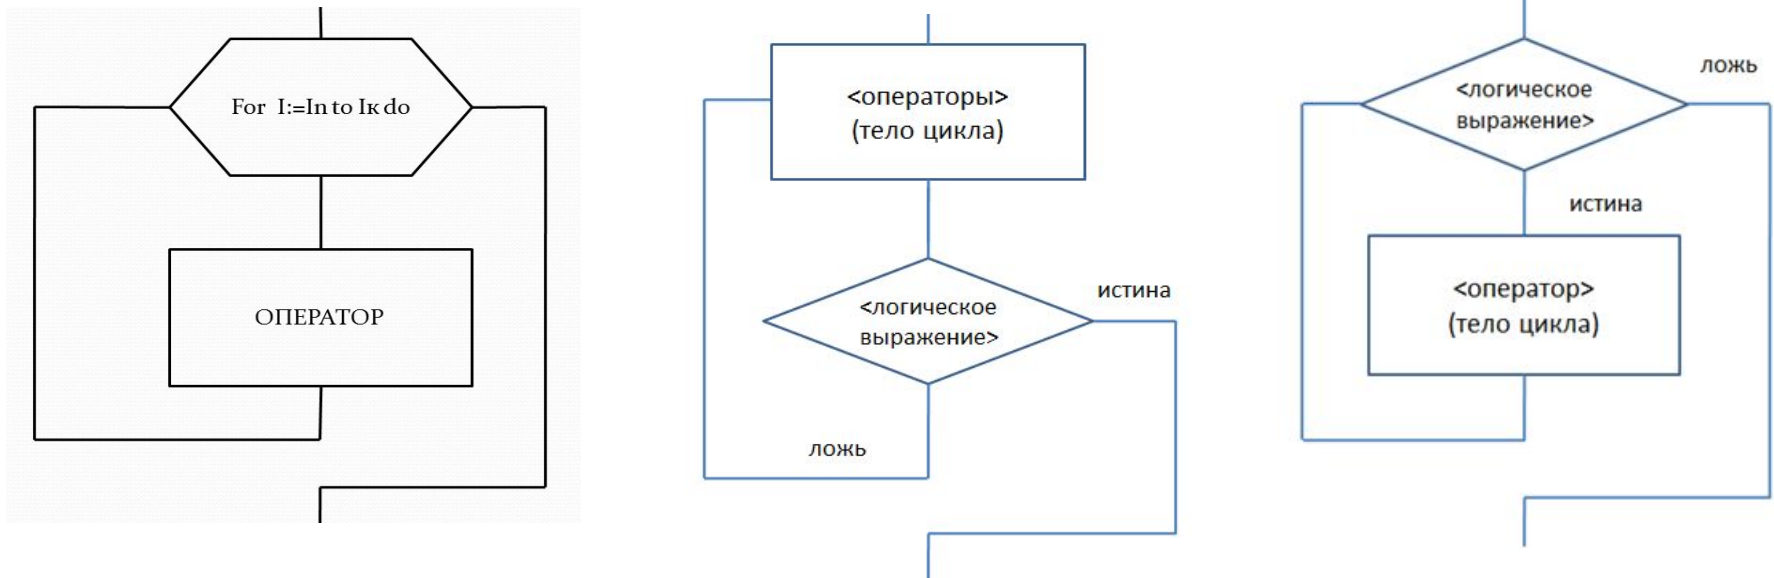 For I:=In to Iк do
ОПЕРАТОР
<операторы>
(тело цикла)
<логическое
выражение>
истина
ложь
<логическое
выражение>
ложь
истина
<оператор>
(тело цикла)